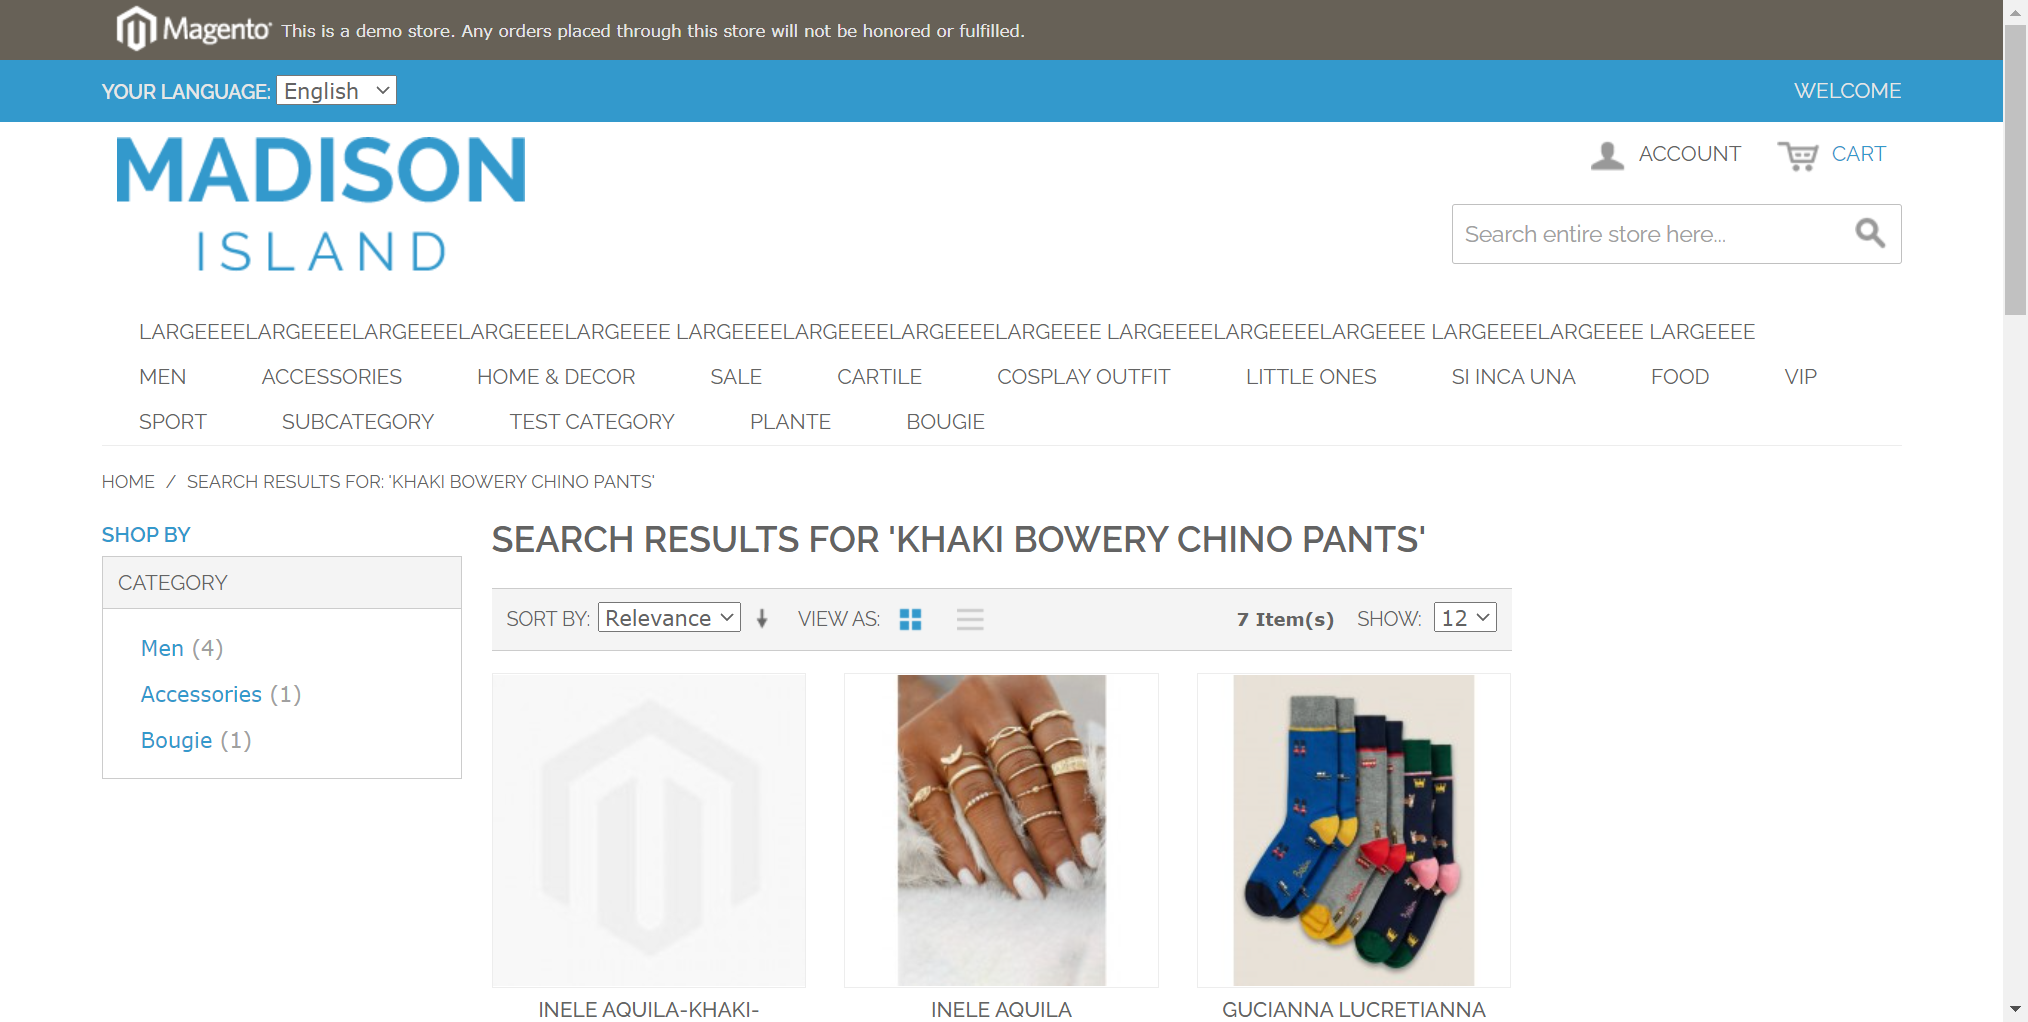 Magento® This is a demo store. Any orders placed through this store will not be honored or fulfilled.
YOUR LANGUAGE: English
WELCOME
MADISON
ISLAND
ACCOUNT
CART
Search entire store here...
LARGEEEELARGEEEELARGEEEELARGEEEELARGEEEE LARGEEEELARGEEEELARGEEEELARGEEEE LARGEEEELARGEEEELARGEEEE LARGEEEELARGEEEE LARGEEEE
MEN ACCESSORIES HOME & DECOR SALE CARTILE COSPLAY OUTFIT LITTLE ONES SI INCA UNA FOOD VIP
SPORT SUBCATEGORY TEST CATEGORY PLANTE BOUGIE
HOME / SEARCH RESULTS FOR: 'KHAKI BOWERY CHINO PANTS'
SHOP BY
CATEGORY
Men (4)
Accessories (1)
Bougie (1)
SEARCH RESULTS FOR 'KHAKI BOWERY CHINO PANTS'
SORT BY: Relevance VIEW AS: 7 Item(s) SHOW: 12
INELE AQUILA-KHAKI-
INELE AQUILA
GUCIANNA LUCRETIANNA